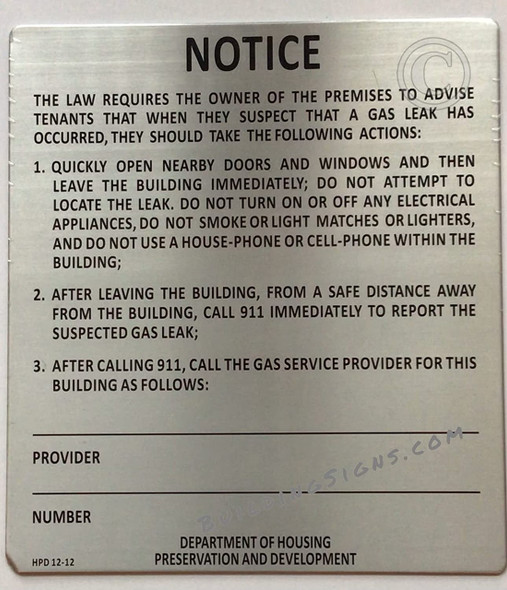 NOTICE
©
THE LAW REQUIRES THE OWNER OF THE PREMISES TO ADVISE
TENANTS THAT WHEN THEY SUSPECT THAT A GAS LEAK HAS
OCCURRED, THEY SHOULD TAKE THE FOLLOWING ACTIONS:
1. QUICKLY OPEN NEARBY DOORS AND WINDOWS AND THEN
LEAVE THE BUILDING IMMEDIATELY; DO NOT ATTEMPT TO
LOCATE THE LEAK. DO NOT TURN ON OR OFF ANY ELECTRICAL
APPLIANCES, DO NOT SMOKE OR LIGHT MATCHES OR LIGHTERS,
AND DO NOT USE A HOUSE-PHONE OR CELL-PHONE WITHIN THE
BUILDING;
2. AFTER LEAVING THE BUILDING, FROM A SAFE DISTANCE AWAY
FROM THE BUILDING, CALL 911 IMMEDIATELY TO REPORT THE
SUSPECTED GAS LEAK;
3. AFTER CALLING 911, CALL THE GAS SERVICE PROVIDER FOR THIS
BUILDING AS FOLLOWS:
PROVIDER
BUILDINGSIGNS.COM
NUMBER
DEPARTMENT OF HOUSING
HPD 12-12 PRESERVATION AND DEVELOPMENT